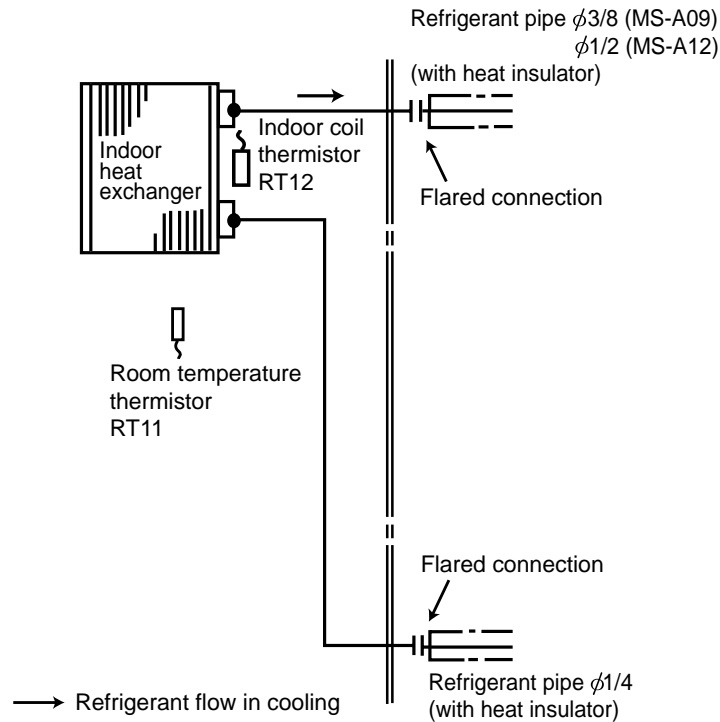 Refrigerant pipe ϕ3/8 (MS-A09)
ϕ1/2 (MS-A12)
(with heat insulator)
Indoor coil
thermistor
RT12
Indoor
heat
exchanger
Flared connection
Room temperature
thermistor
RT11
Flared connection
Refrigerant pipe ϕ1/4
(with heat insulator)
Refrigerant flow in cooling